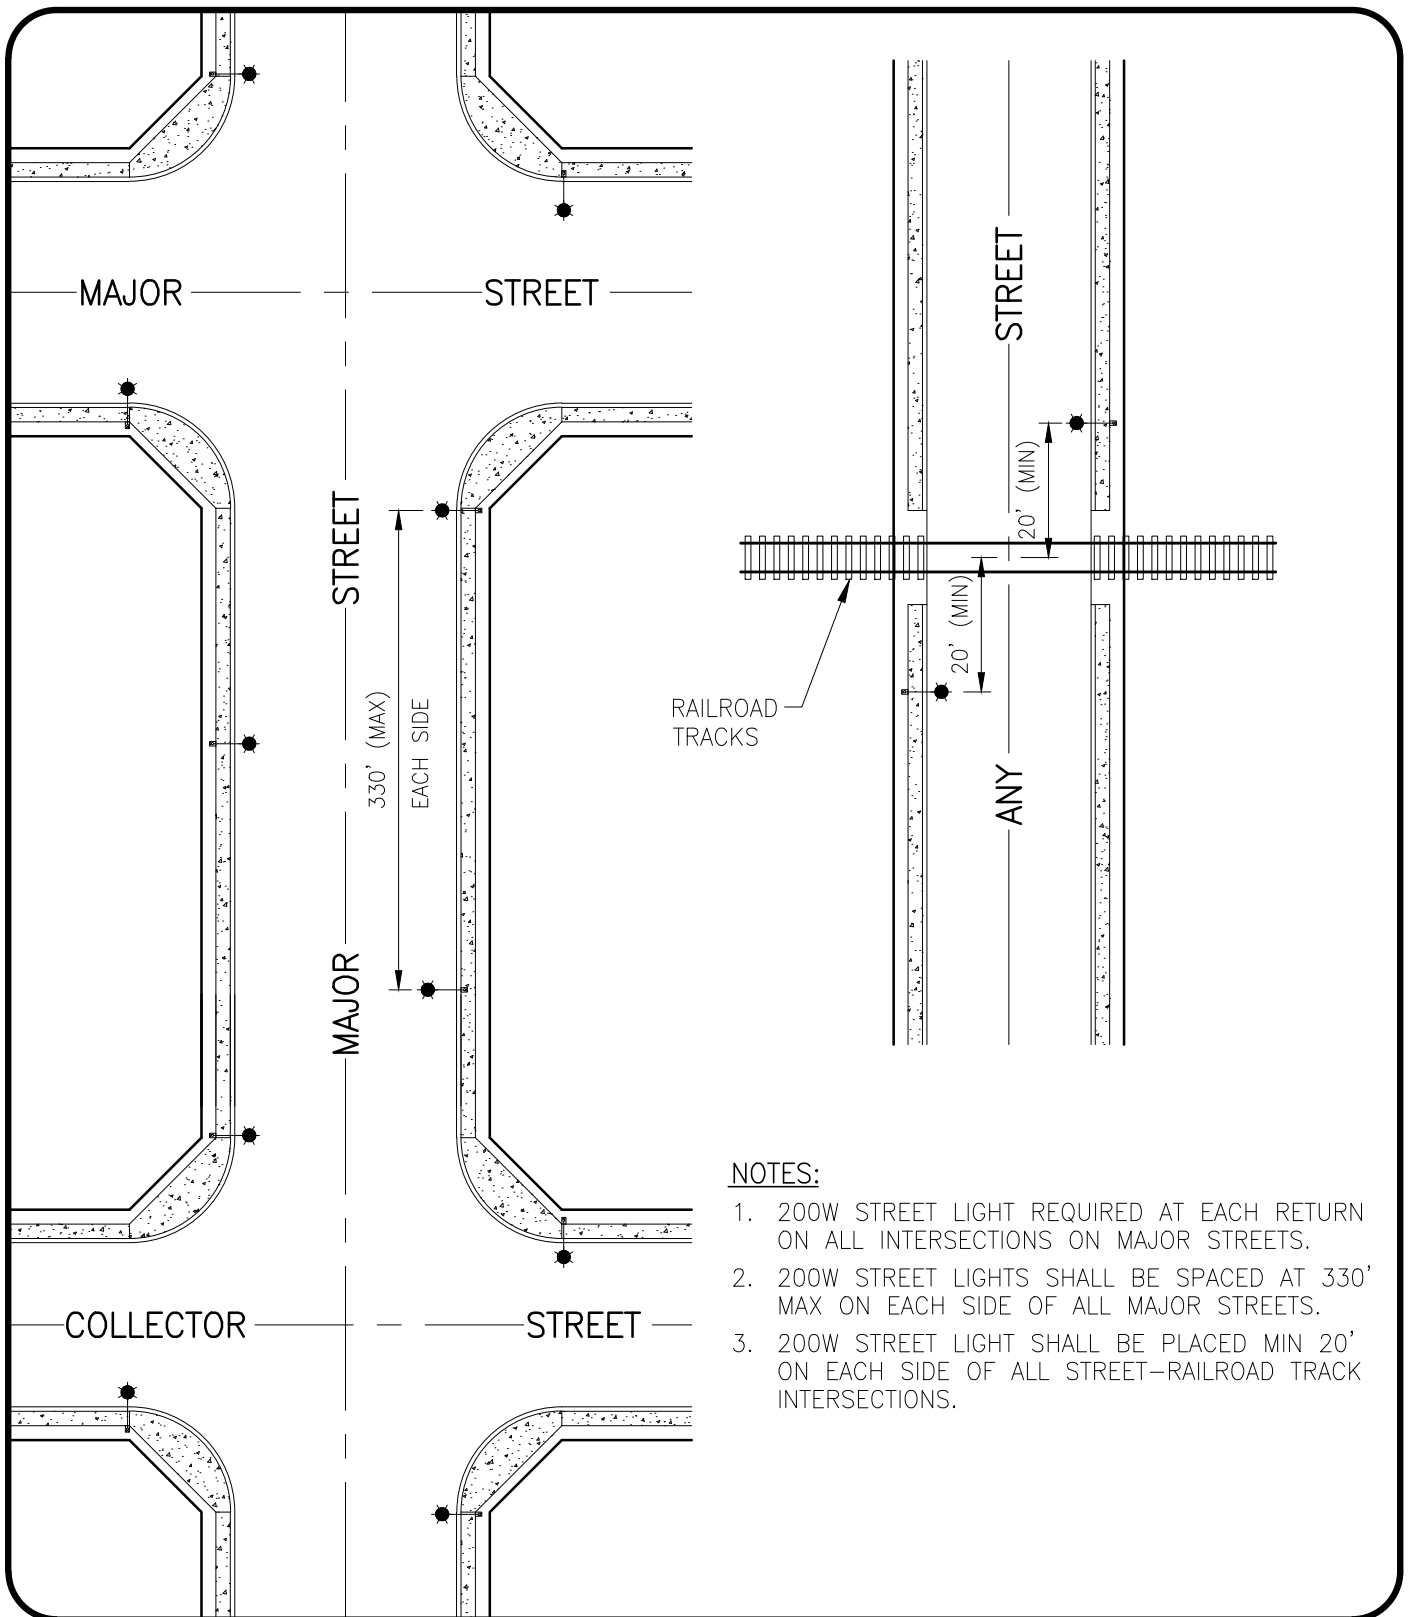 MAJOR STREET
STREET
MAJOR
330' (MAX)
EACH SIDE
COLLECTOR STREET
STREET
ANY
20' (MIN)
20' (MIN)
RAILROAD
TRACKS
NOTES:
1. 200W STREET LIGHT REQUIRED AT EACH RETURN
ON ALL INTERSECTIONS ON MAJOR STREETS.
2. 200W STREET LIGHTS SHALL BE SPACED AT 330'
MAX ON EACH SIDE OF ALL MAJOR STREETS.
3. 200W STREET LIGHT SHALL BE PLACED MIN 20'
ON EACH SIDE OF ALL STREET-RAILROAD TRACK
INTERSECTIONS.